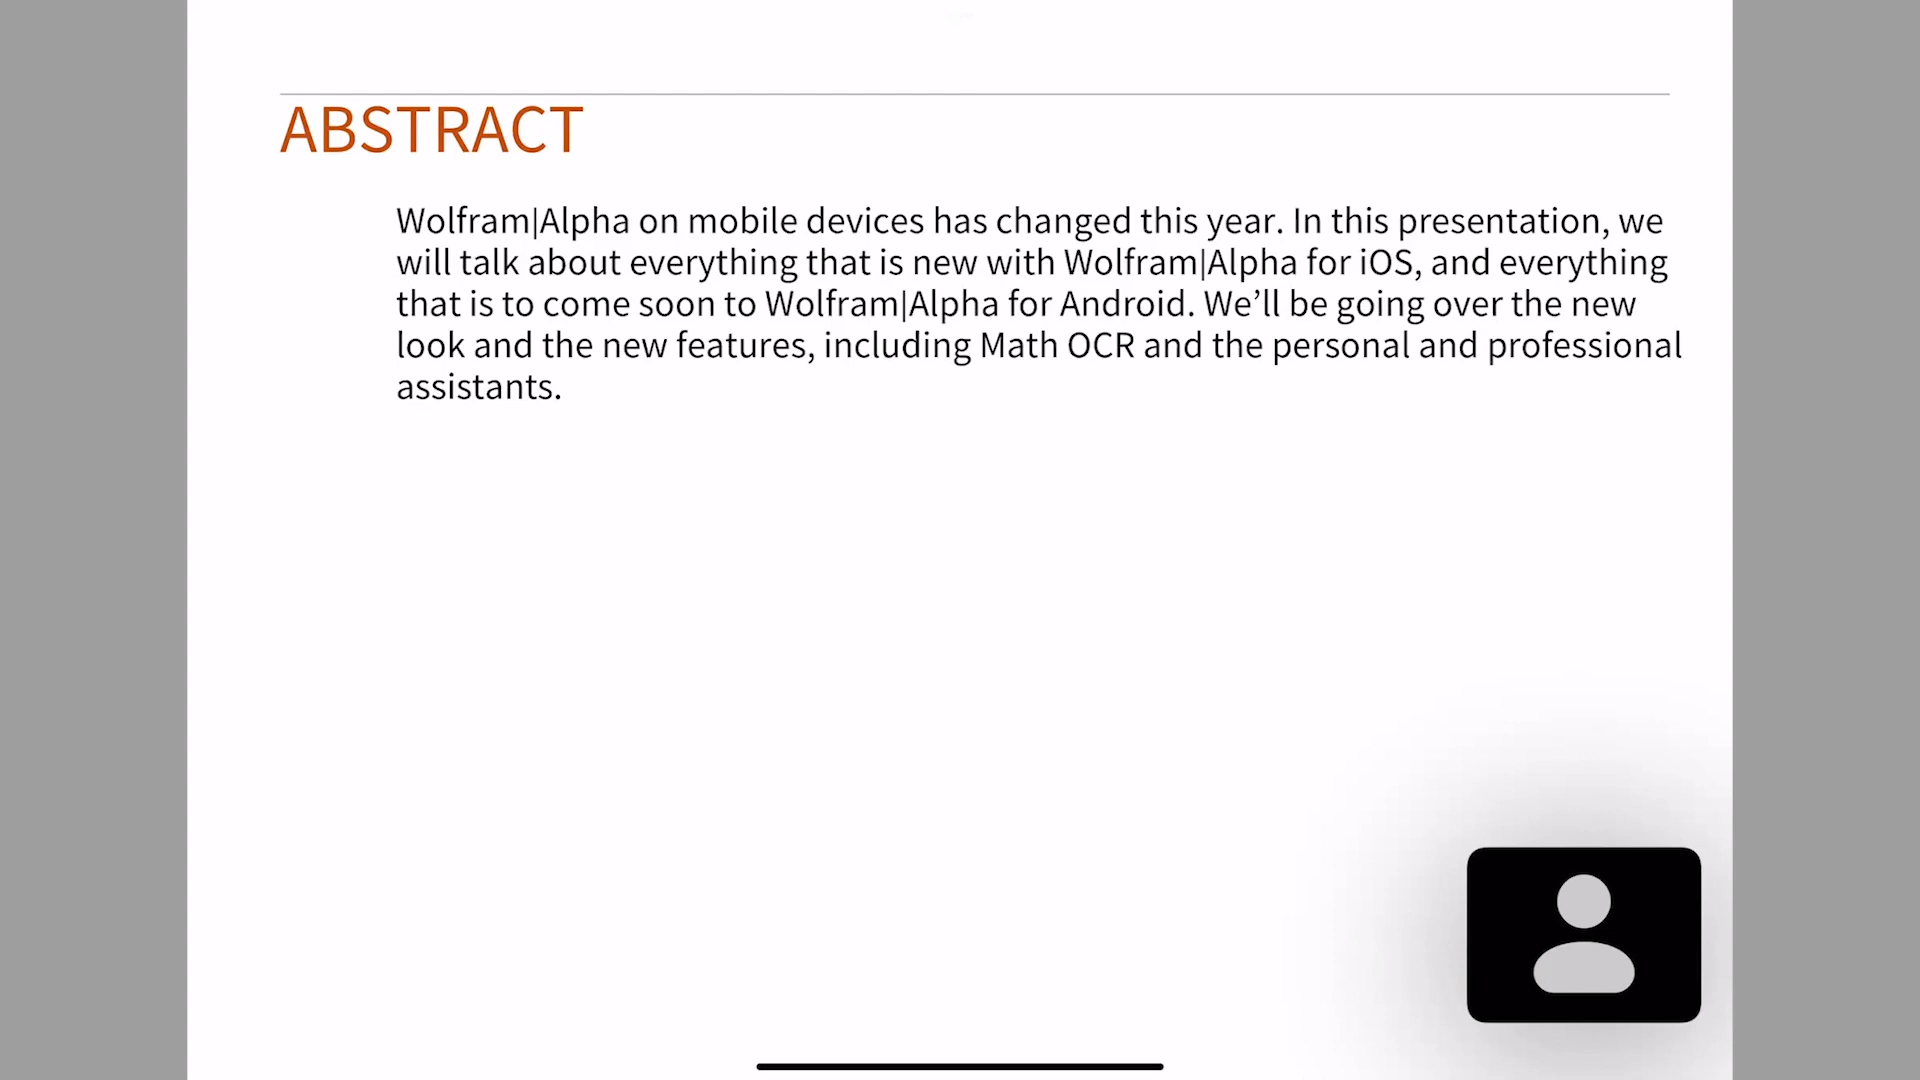 ABSTRACT
Wolfram|Alpha on mobile devices has changed this year. In this presentation, we
will talk about everything that is new with Wolfram|Alpha for iOS, and everything
that is to come soon to Wolfram|Alpha for Android. We’ll be going over the new
look and the new features, including Math OCR and the personal and professional
assistants.